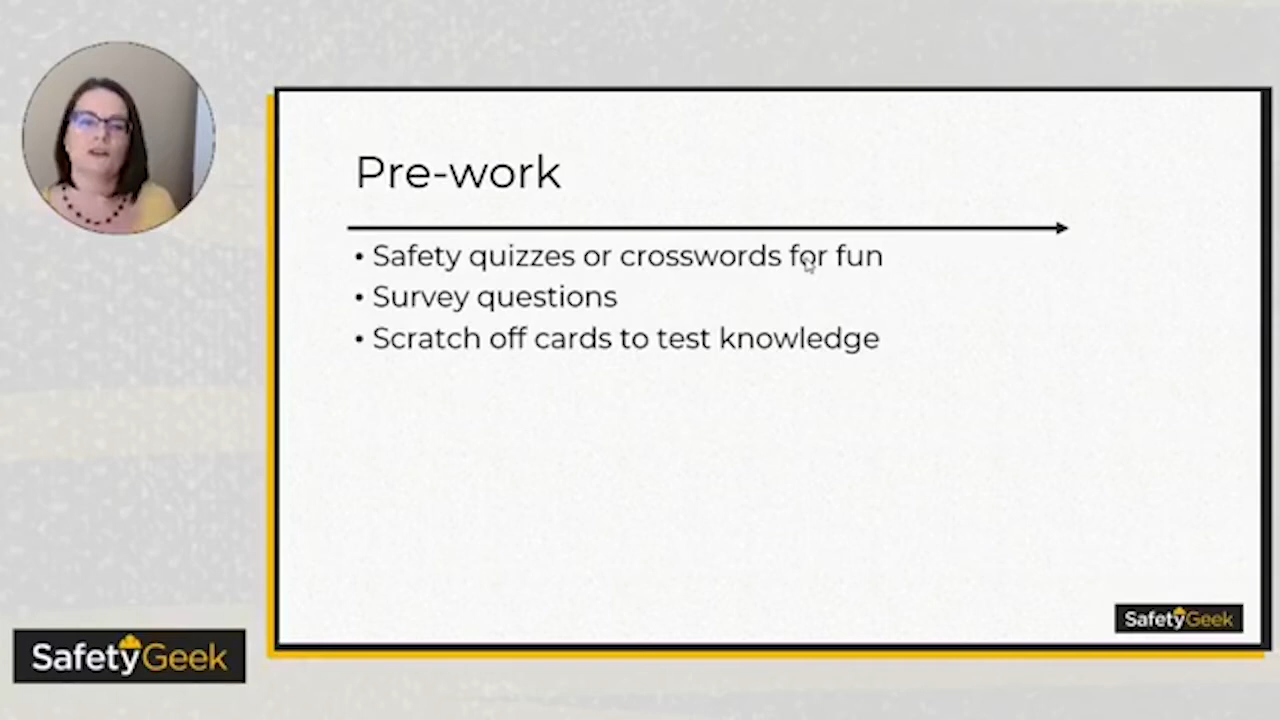 Pre-work
• Safety quizzes or crosswords for fun
• Survey questions
• Scratch off cards to test knowledge
SafetyGeek
SafetyGeek